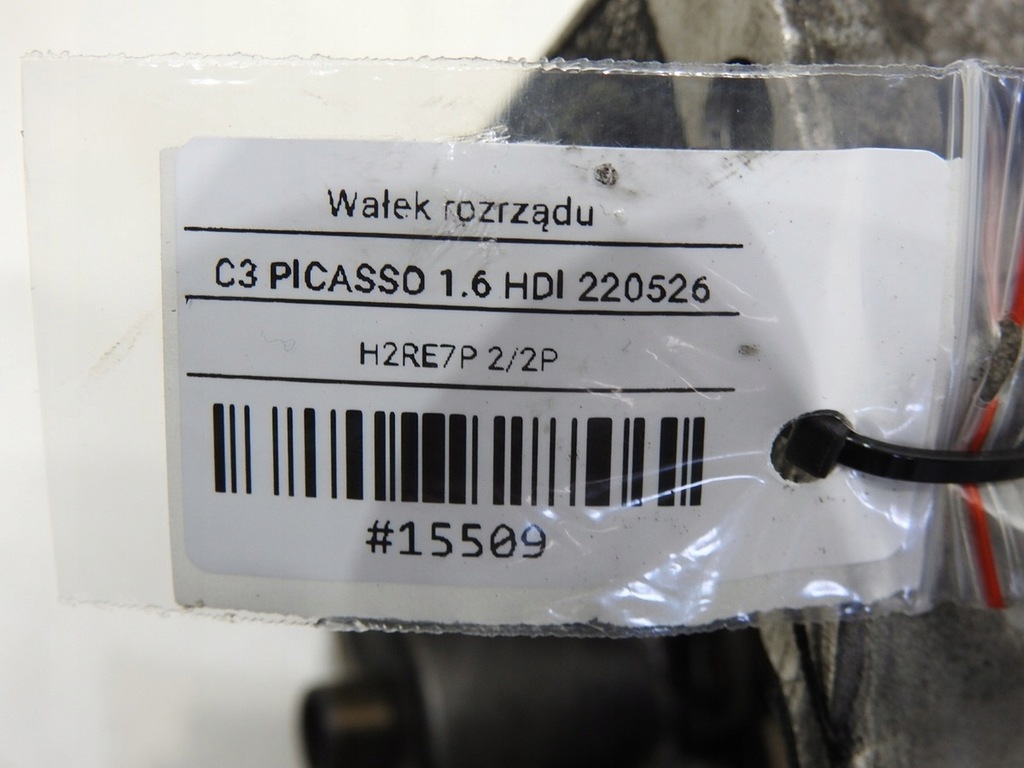 Wałek rozrządu
C3 PICASSO 1.6 HDI 220526
H2RE7P 2/2P
#15509